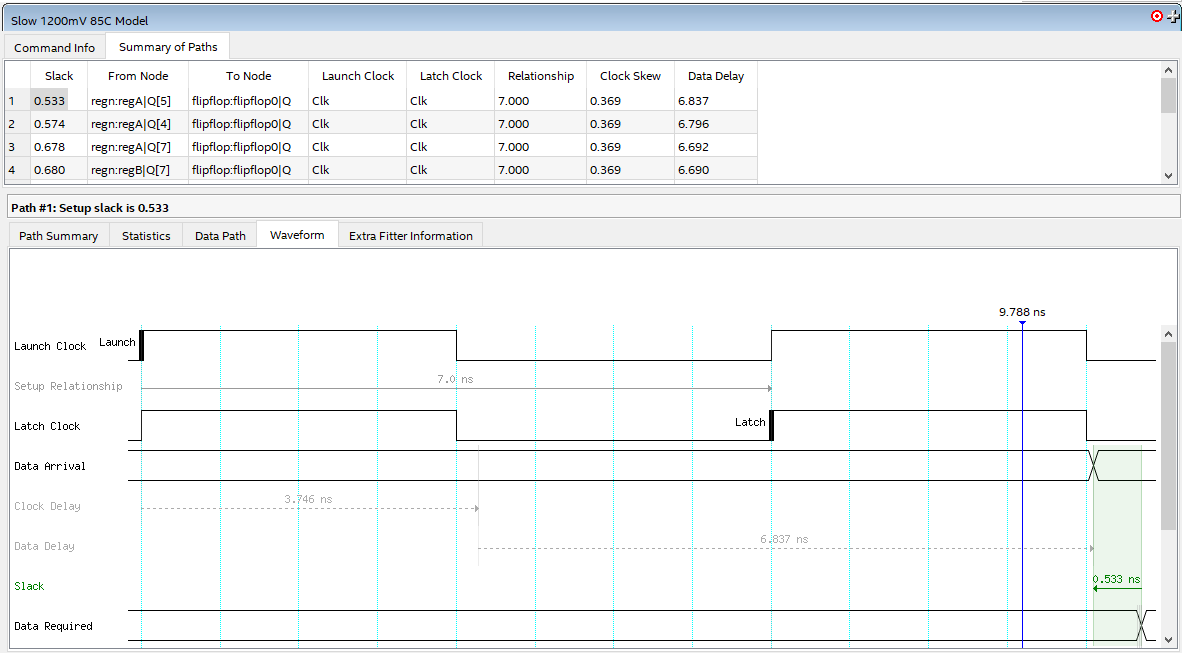 Slow 1200mV 85C Model
Command Info Summary of Paths
Slack From Node To Node Launch Clock Latch Clock Relationship Clock Skew Data Delay
1 0.533 regn:regA|Q[5] flipflop:flipflop0|Q Clk Clk 7.000 0.369 6.837
2 0.574 regn:regA|Q[4] flipflop:flipflop0|Q Clk Clk 7.000 0.369 6.796
3 0.678 regn:regA|Q[7] flipflop:flipflop0|Q Clk Clk 7.000 0.369 6.692
4 0.680 regn:regB|Q[7] flipflop:flipflop0|Q Clk Clk 7.000 0.369 6.690
Path #1: Setup slack is 0.533
Path Summary Statistics Data Path Waveform Extra Fitter Information
9.788 ns
Launch Clock Launch
Setup Relationship 7.0 ns
Latch Clock Latch
Data Arrival
Clock Delay 3.746 ns
Data Delay 6.837 ns
Slack 0.533 ns
Data Required